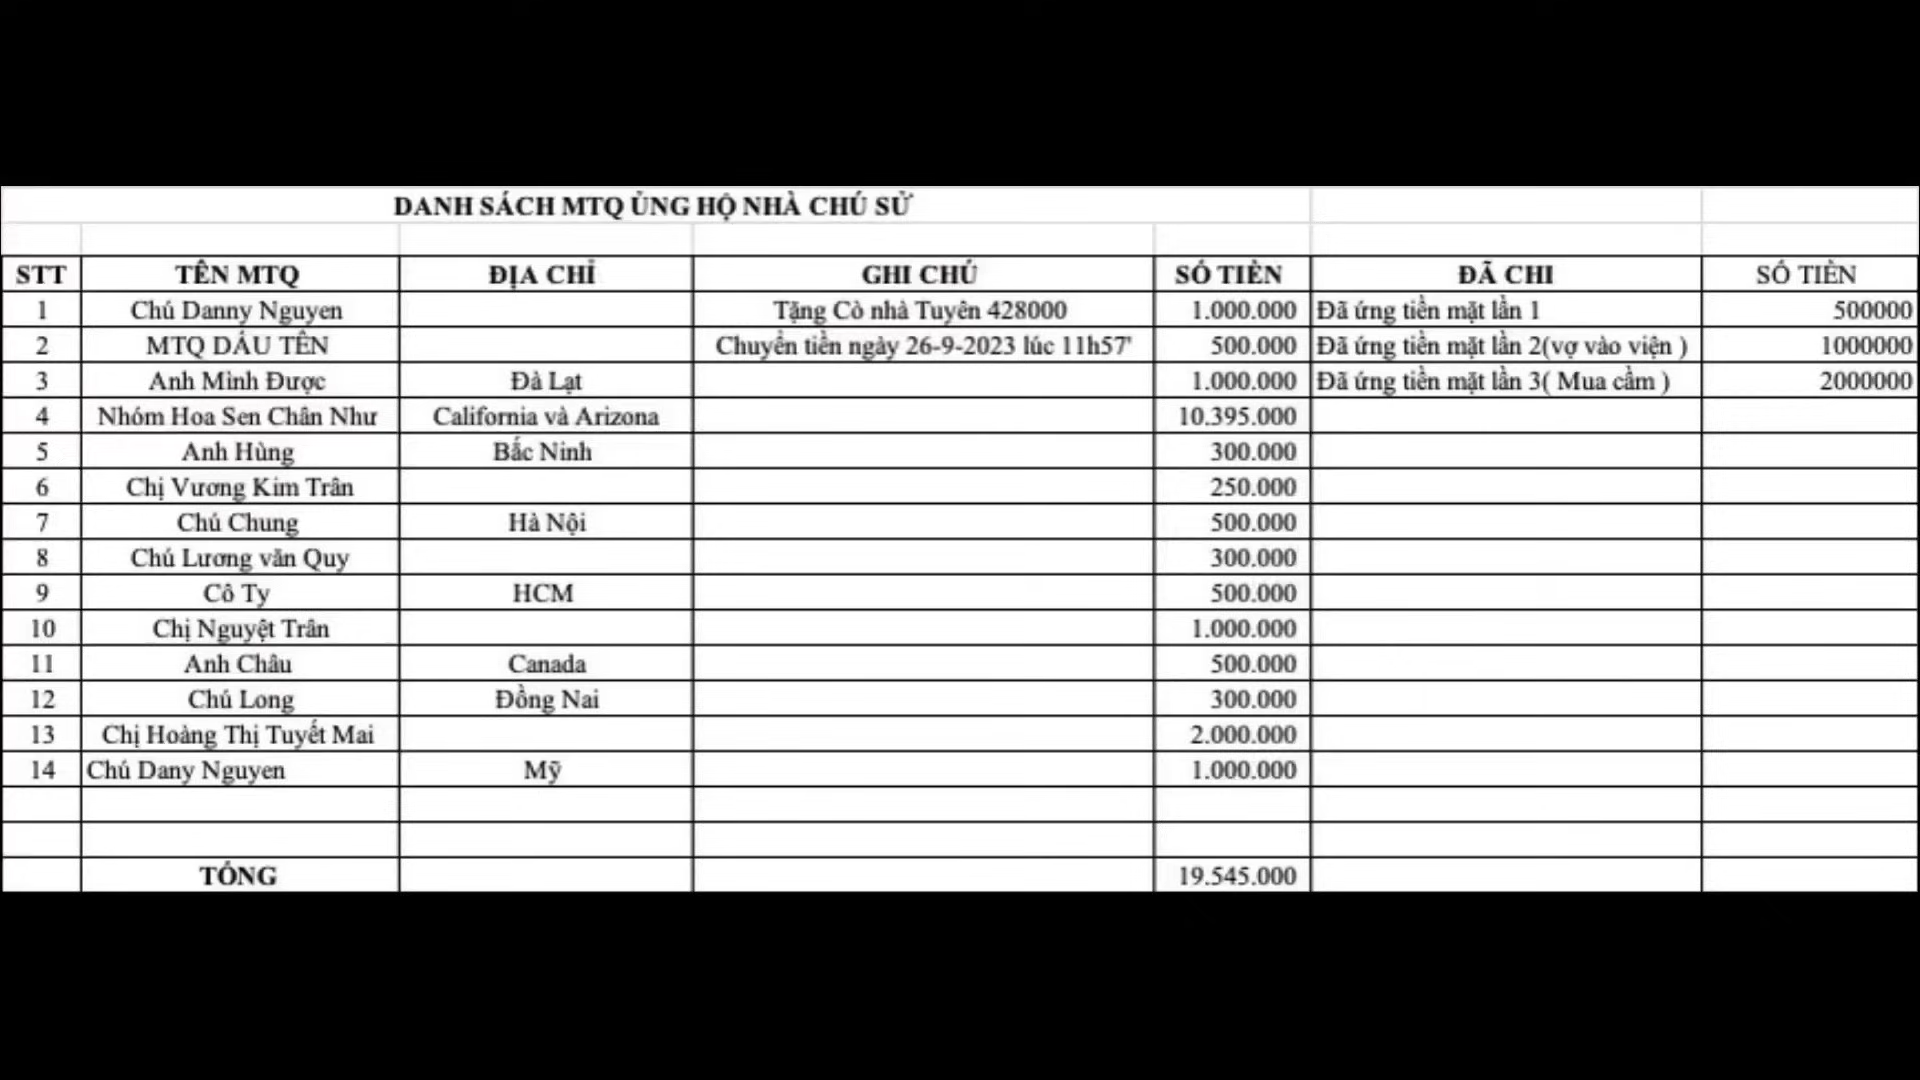 DANH SÁCH MTQ ỦNG HỘ NHÀ CHÚ SỬ
STT TÊN MTQ ĐỊA CHỈ GHI CHÚ SỐ TIỀN ĐÃ CHI SỐ TIỀN
1 Chú Danny Nguyen Tặng Cò nhà Tuyên 428000 1.000.000 Đã ứng tiền mặt lần 1 500000
2 MTQ DẤU TÊN Chuyển tiền ngày 26-9-2023 lúc 11h57' 500.000 Đã ứng tiền mặt lần 2(vợ vào viện ) 1000000
3 Anh Minh Được Đà Lạt 1.000.000 Đã ứng tiền mặt lần 3( Mua cầm ) 2000000
4 Nhóm Hoa Sen Chân Như California và Arizona 10.395.000
5 Anh Hùng Bắc Ninh 300.000
6 Chị Vương Kim Trân 250.000
7 Chú Chung Hà Nội 500.000
8 Chú Lương văn Quy 300.000
9 Cô Ty HCM 500.000
10 Chị Nguyệt Trân 1.000.000
11 Anh Châu Canada 500.000
12 Chú Long Đồng Nai 300.000
13 Chị Hoàng Thị Tuyết Mai 2.000.000
14 Chú Dany Nguyen Mỹ 1.000.000
TỔNG 19.545.000